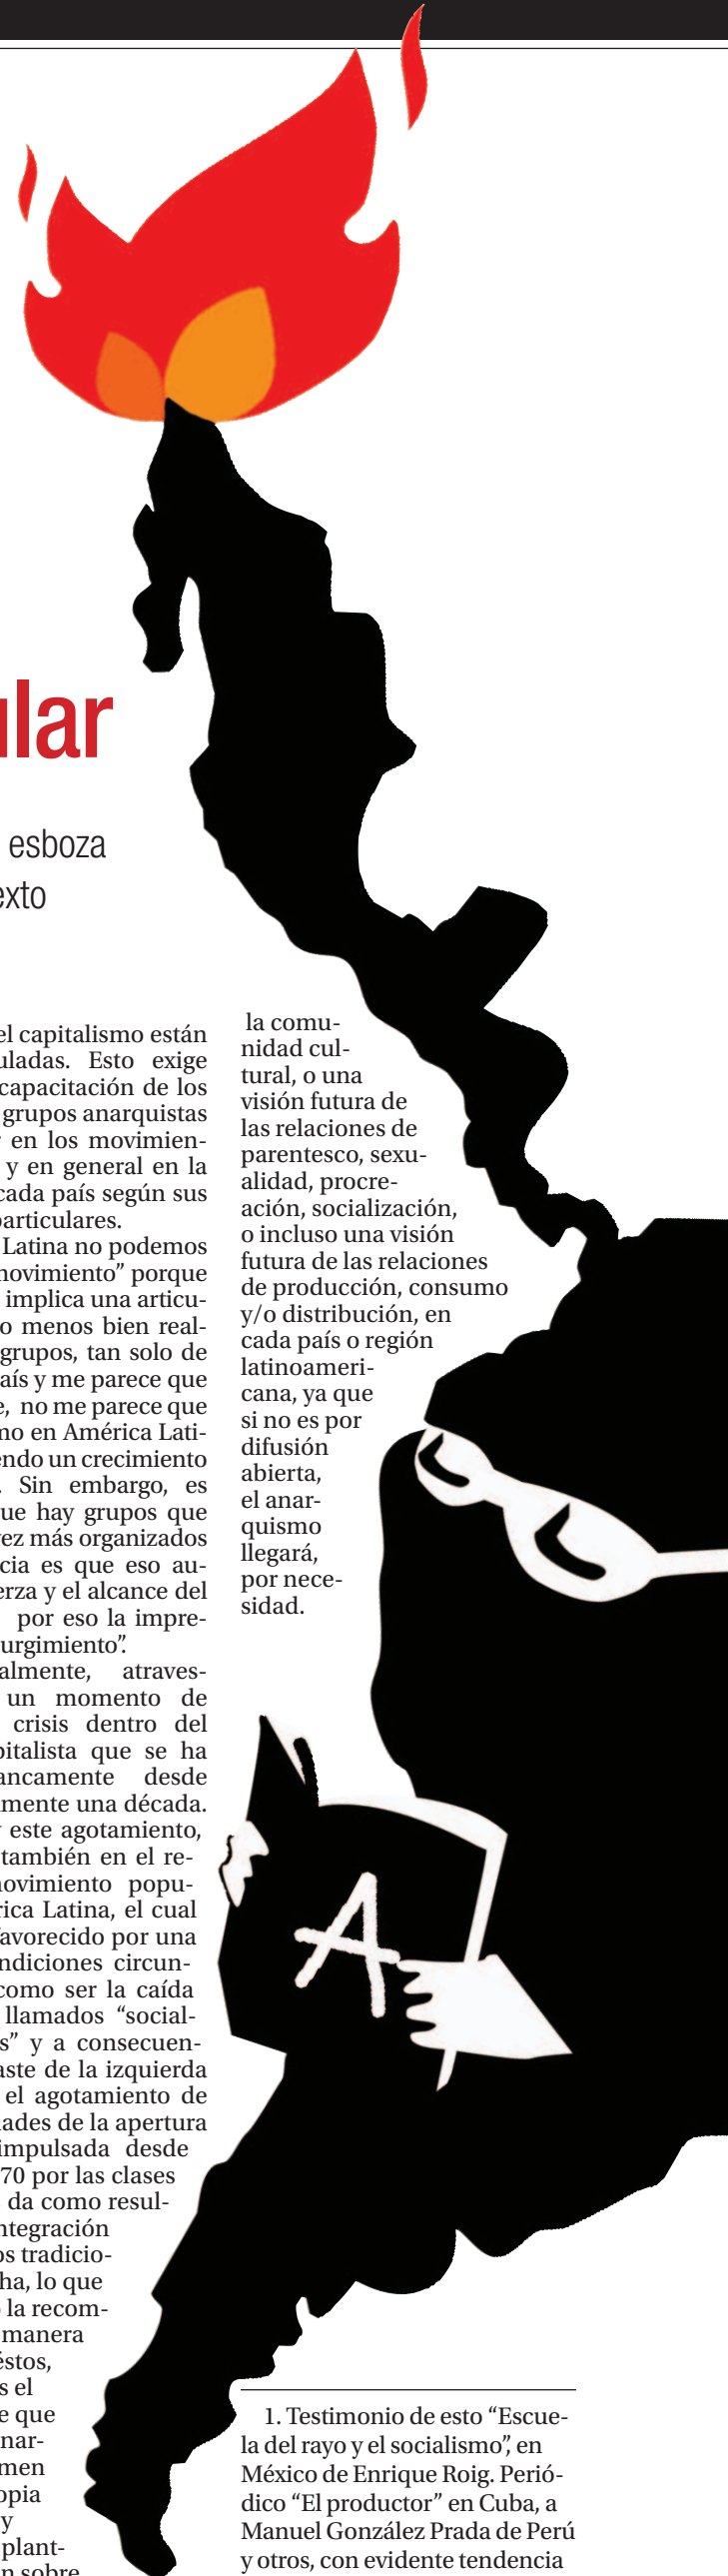 ular
esboza
exto
el capitalismo están
uladas. Esto exige
capacitación de los
grupos anarquistas
r en los movimien-
y en general en la
cada país según sus
particulares.
Latina no podemos
movimiento” porque
implica una articu-
o menos bien real-
grupos, tan solo de
aís y me parece que
e, no me parece que
mo en América Lati-
endo un crecimiento
. Sin embargo, es
que hay grupos que
vez más organizados
cia es que eso au-
erza y el alcance del
por eso la impre-
surgimiento”.
almente, atraves-
un momento de
crisis dentro del
pitalista que se ha
ancamente desde
amente una década.
y este agotamiento,
también en el re-
movimiento popu-
rica Latina, el cual
favorecido por una
ndiciones circun-
como ser la caída
llamados “social-
s” y a consecuen-
aste de la izquierda
el agotamiento de
dades de la apertura
impulsada desde
70 por las clases
da como resul-
ntegración
os tradicio-
ha, lo que
o la recom-
manera
éstos,
s el
e que
nar-
men
opia
y
plant-
n sobre
la comu-
nidad cul-
tural, o una
visión futura de
las relaciones de
parentesco, sexu-
alidad, procre-
ación, socialización,
o incluso una visión
futura de las relaciones
de producción, consumo
y/o distribución, en
cada país o región
latinoameri-
cana, ya que
si no es por
difusión
abierta,
el anar-
quismo
llegará,
por nece-
sidad.
A
1. Testimonio de esto “Escue-
la del rayo y el socialismo”, en
México de Enrique Roig. Perió-
dico “El productor” en Cuba, a
Manuel González Prada de Perú
y otros, con evidente tendencia